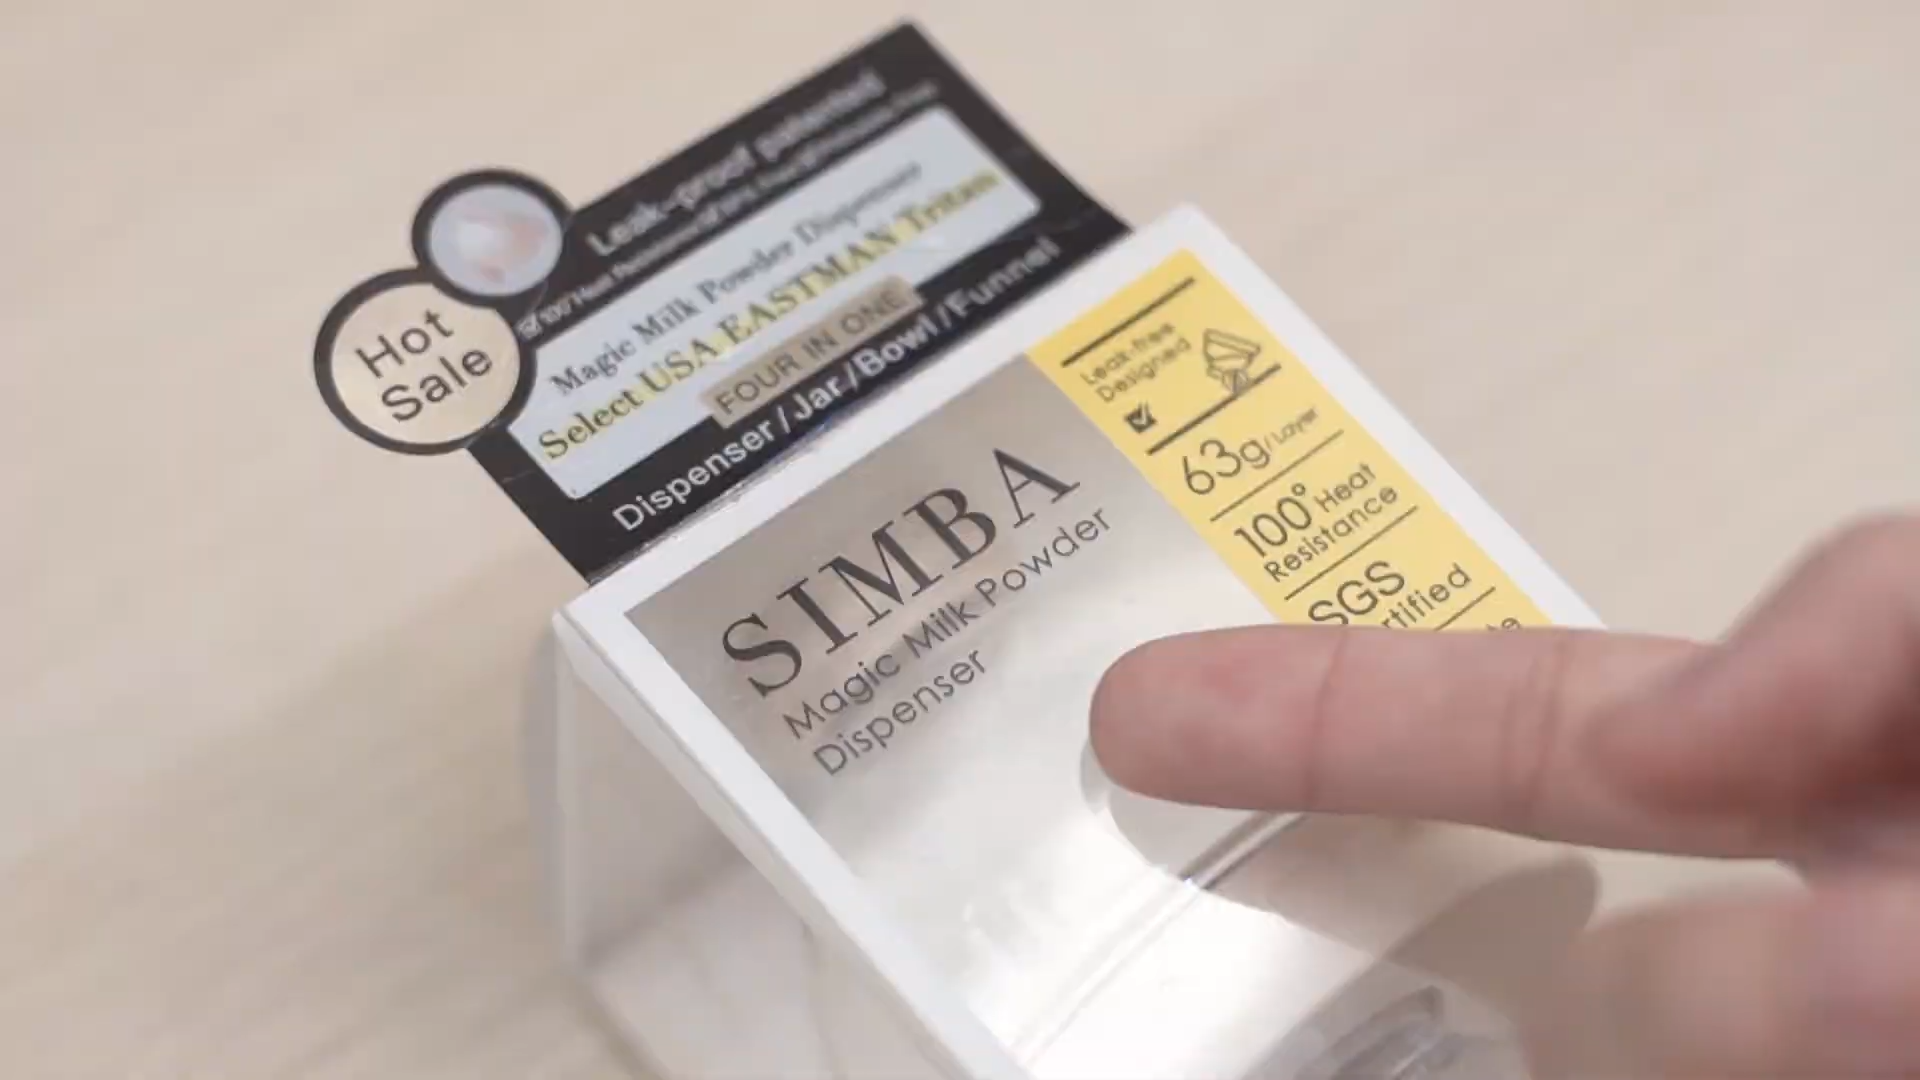 Leak-proof patented
Magic Milk Powder Dispenser
Select USA EASTMAN Tritan
FOUR IN ONE
Dispenser/Jar/Bowl/Funnel
Hot
Sale
SIMBA
Magic Milk Powder
Dispenser
Leak-free
Designed
63g/Layer
100° Heat
Resistance
SGS